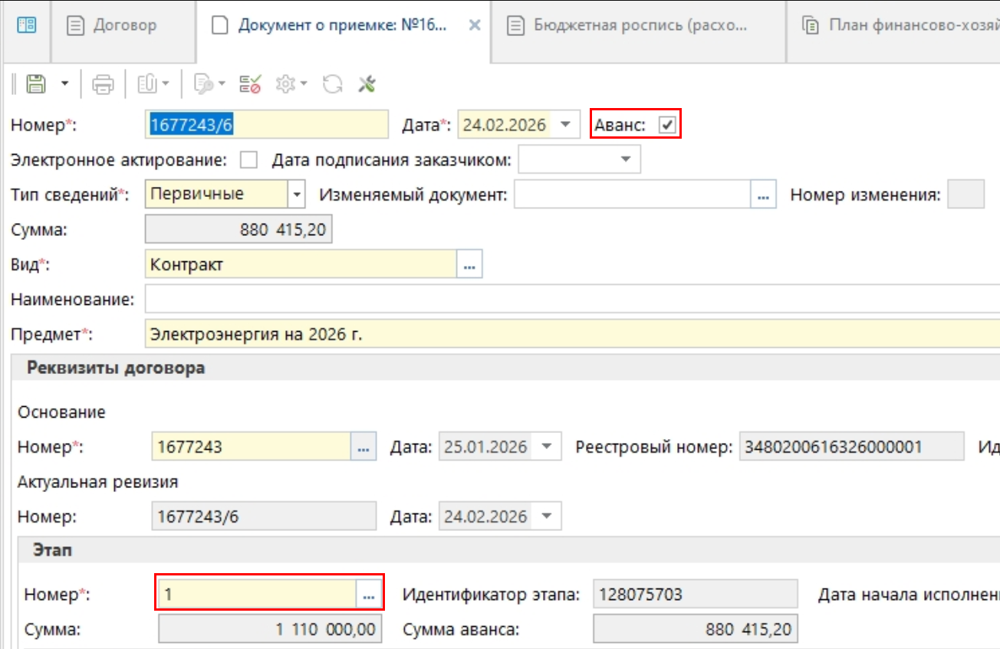 Договор Документ о приемке: №16... Бюджетная роспись (расхо... План финансово-хозяй
Номер*: 1677243/6 Дата*: 24.02.2026 Аванс:
Электронное актирование: Дата подписания заказчиком:
Тип сведений*: Первичные Изменяемый документ: ... Номер изменения:
Сумма: 880 415,20
Вид*: Контракт ...
Наименование:
Предмет*: Электроэнергия на 2026 г.
Реквизиты договора
Основание
Номер*: 1677243 ... Дата: 25.01.2026 Реестровый номер: 3480200616326000001 Ид
Актуальная ревизия
Номер: 1677243/6 Дата: 24.02.2026
Этап
Номер*: 1 ... Идентификатор этапа: 128075703 Дата начала исполнен
Сумма: 1 110 000,00 Сумма аванса: 880 415,20